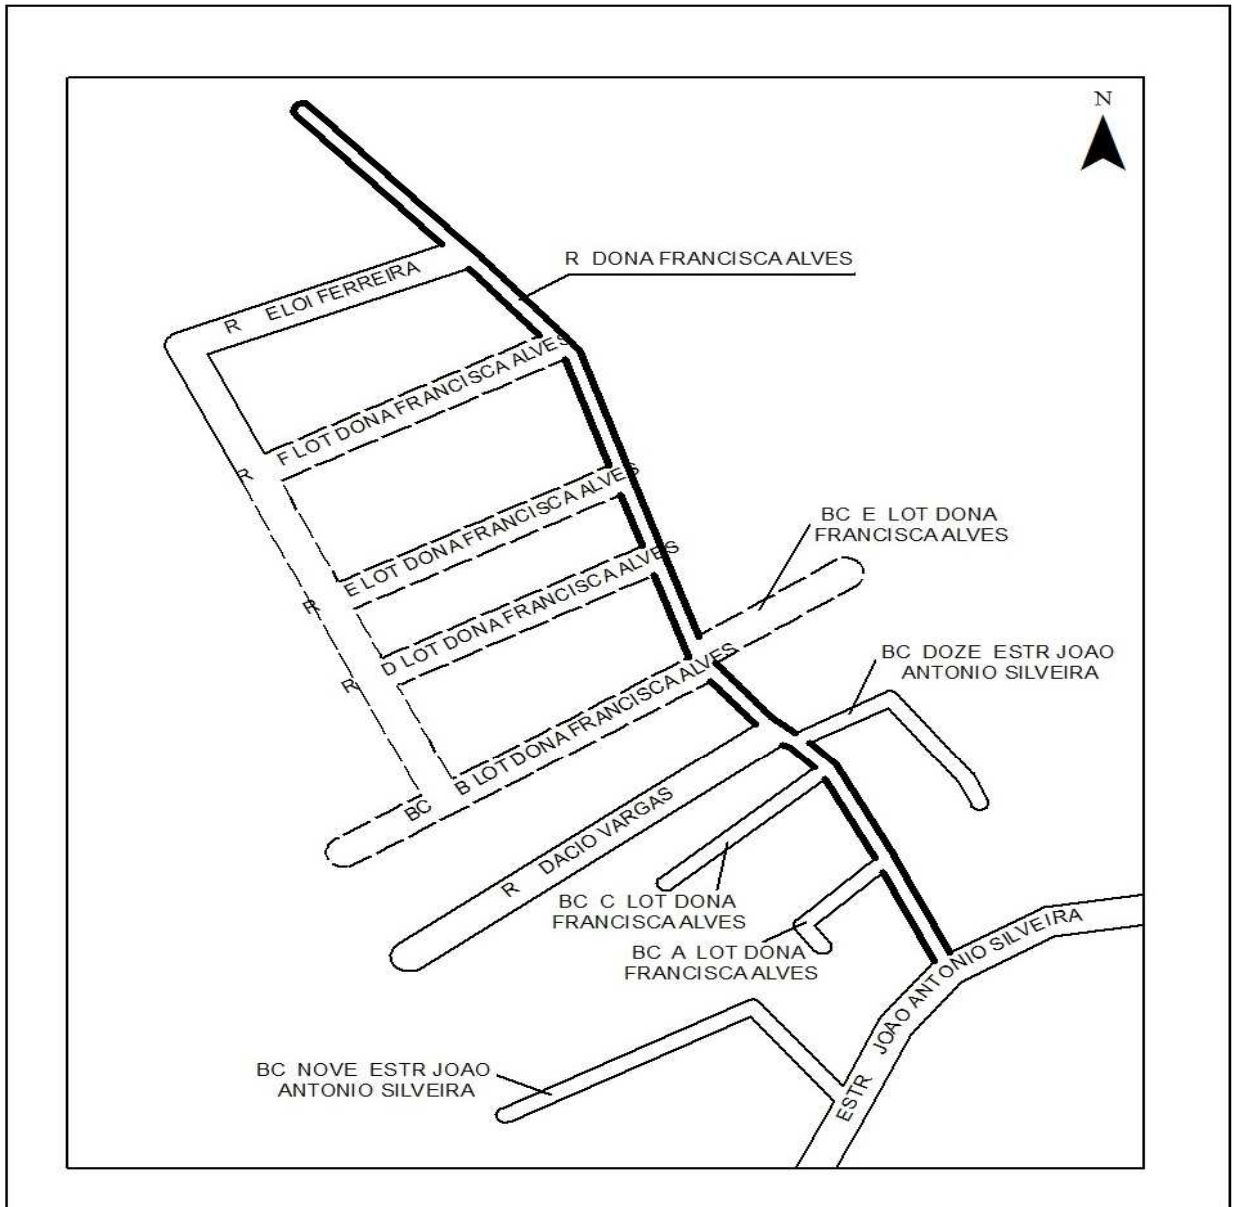 N
R DONA FRANCISCA ALVES
R ELOI FERREIRA
R F LOT DONA FRANCISCA ALVES
R E LOT DONA FRANCISCA ALVES
BC E LOT DONA
FRANCISCA ALVES
R D LOT DONA FRANCISCA ALVES
BC DOZE ESTR JOAO
ANTONIO SILVEIRA
BC B LOT DONA FRANCISCA ALVES
R DACIO VARGAS
BC C LOT DONA
FRANCISCA ALVES
BC A LOT DONA
FRANCISCA ALVES
ESTR JOAO ANTONIO SILVEIRA
BC NOVE ESTR JOAO
ANTONIO SILVEIRA